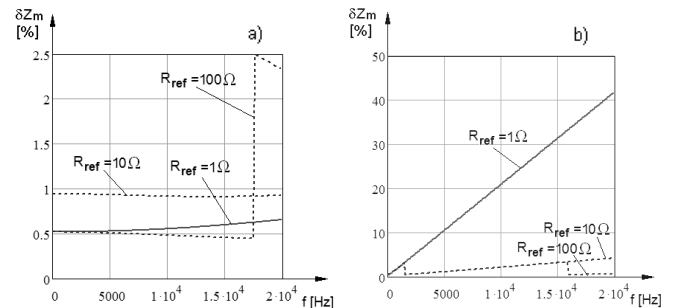 δZm
[%]
a)
2.5
2
1.5
1
0.5
0
Rref =100Ω
Rref =10Ω
Rref =1Ω
0
5000
1·10⁴
1.5·10⁴
2·10⁴
f [Hz]
δZm
[%]
b)
50
40
30
20
10
0
Rref =1Ω
Rref =10Ω
Rref =100Ω
0
5000
1·10⁴
1.5·10⁴
2·10⁴
f [Hz]